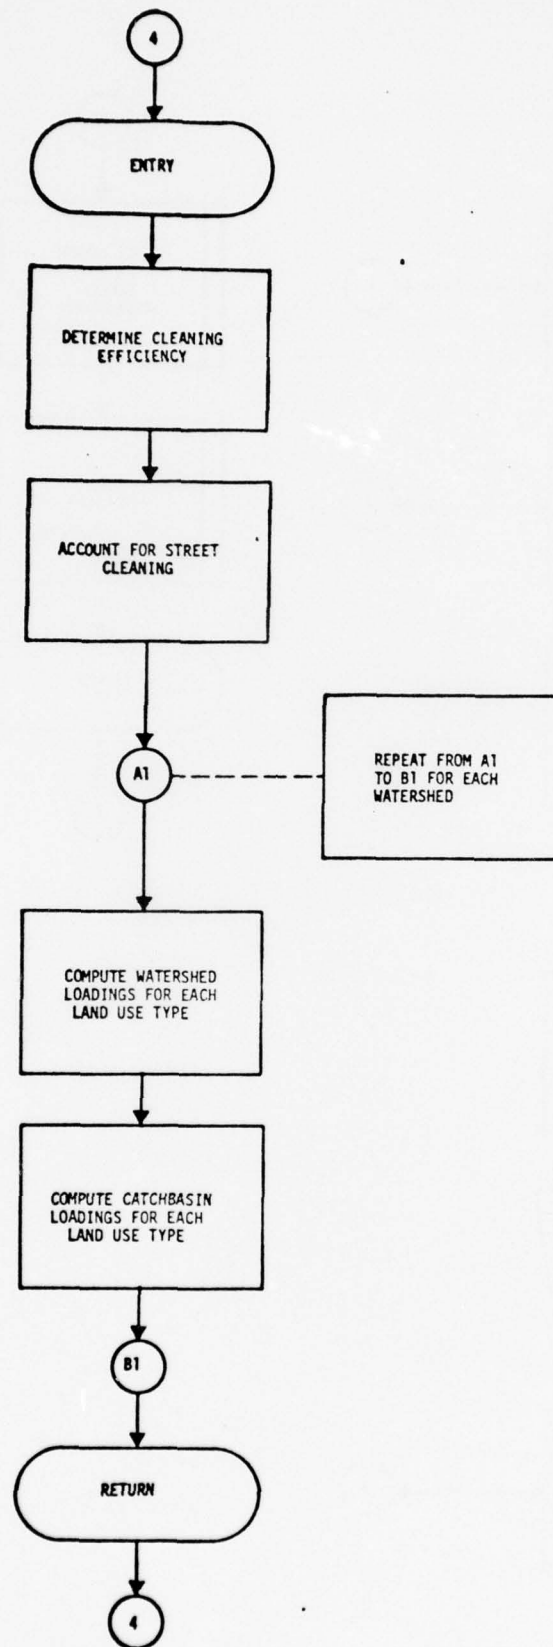 4
ENTRY
DETERMINE CLEANING
EFFICIENCY
ACCOUNT FOR STREET
CLEANING
A1
REPEAT FROM A1
TO B1 FOR EACH
WATERSHED
COMPUTE WATERSHED
LOADINGS FOR EACH
LAND USE TYPE
COMPUTE CATCHBASIN
LOADINGS FOR EACH
LAND USE TYPE
B1
RETURN
4